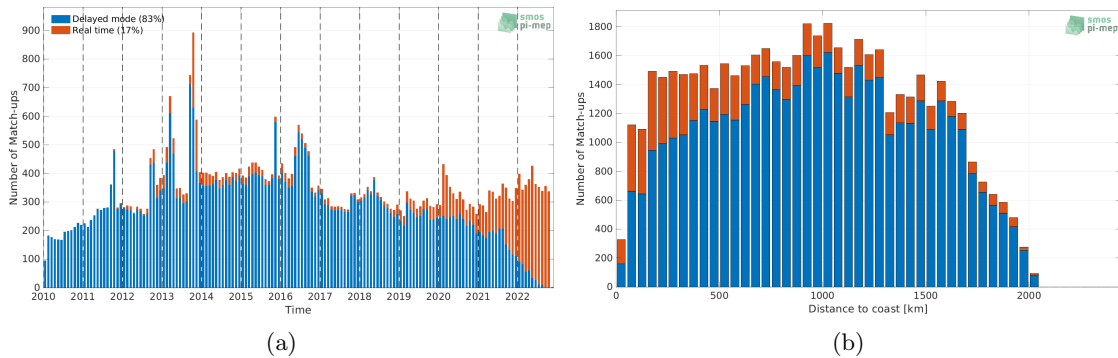 Delayed mode (83%)
Real time (17%)
smos
pi-mep
900
800
700
600
500
400
300
200
100
0
Number of Match-ups
2010 2011 2012 2013 2014 2015 2016 2017 2018 2019 2020 2021 2022
Time
(a)
smos
pi-mep
1800
1600
1400
1200
1000
800
600
400
200
0
Number of Match-ups
0 500 1000 1500 2000
Distance to coast [km]
(b)